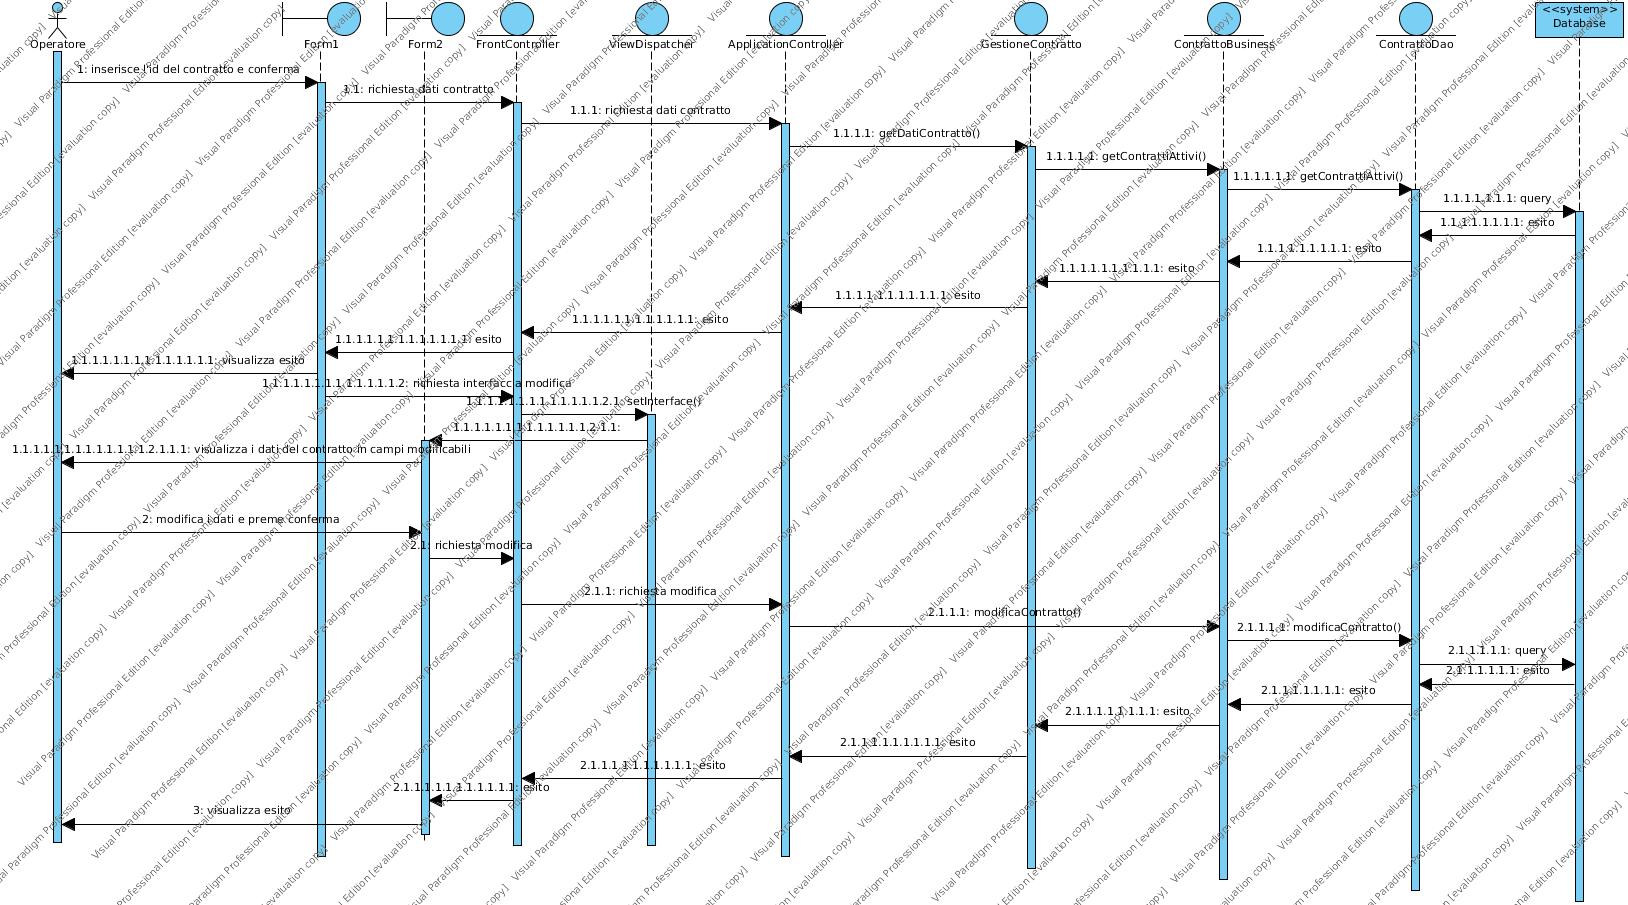 <<system>>
Database
Operatore
Form1
Form2
FrontController
ViewDispatcher
ApplicationController
GestioneContratto
ContrattoBusiness
ContrattoDao
1: inserisce l'id del contratto e conferma
1.1: richiesta dati contratto
1.1.1: richiesta dati contratto
1.1.1.1: getDatiContratto()
1.1.1.1.1: getContrattiAttivi()
1.1.1.1.1.1: getContrattiAttivi()
1.1.1.1.1.1.1: query
1.1.1.1.1.1.1.1: esito
1.1.1.1.1.1.1.1.1: esito
1.1.1.1.1.1.1.1.1.1: esito
1.1.1.1.1.1.1.1.1.1.1: esito
1.1.1.1.1.1.1.1.1.1.1.1: esito
1.1.1.1.1.1.1.1.1.1.1.1.1: esito
1.1.1.1.1.1.1.1.1.1.1.1.1.1: visualizza esito
1.1.1.1.1.1.1.1.1.1.1.1.1.2: richiesta interfaccia modifica
1.1.1.1.1.1.1.1.1.1.1.1.1.2.1: setInterface()
1.1.1.1.1.1.1.1.1.1.1.1.1.2.1.1:
1.1.1.1.1.1.1.1.1.1.1.1.1.2.1.1.1: visualizza i dati del contratto in campi modificabili
2: modifica i dati e preme conferma
2.1: richiesta modifica
2.1.1: richiesta modifica
2.1.1.1: modificaContratto()
2.1.1.1.1: modificaContratto()
2.1.1.1.1.1: query
2.1.1.1.1.1.1: esito
2.1.1.1.1.1.1.1: esito
2.1.1.1.1.1.1.1.1: esito
2.1.1.1.1.1.1.1.1.1: esito
2.1.1.1.1.1.1.1.1.1.1: esito
2.1.1.1.1.1.1.1.1.1.1.1: esito
3: visualizza esito
Visual Paradigm Professional Edition [evaluation copy]